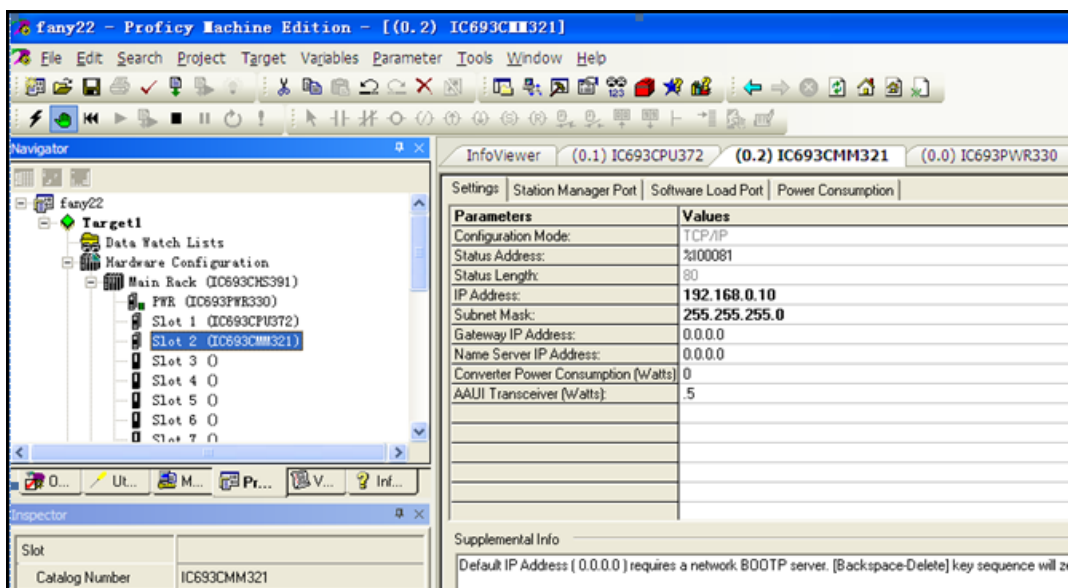 fany22 - Proficy Machine Edition - [(0.2) IC693CMM321]
File Edit Search Project Target Variables Parameter Tools Window Help
Navigator
fany22
Target1
Data Watch Lists
Hardware Configuration
Main Rack (IC693CHS391)
PWR (IC693PWR330)
Slot 1 (IC693CPU372)
Slot 2 (IC693CMM321)
Slot 3 ()
Slot 4 ()
Slot 5 ()
Slot 6 ()
Slot 7 ()
O... Ut... M... Pr... V... Inf...
Inspector
Slot
Catalog Number IC693CMM321
InfoViewer (0.1) IC693CPU372 (0.2) IC693CMM321 (0.0) IC693PWR330
Settings Station Manager Port Software Load Port Power Consumption
Parameters Values
Configuration Mode: TCP/IP
Status Address: %I00081
Status Length: 80
IP Address: 192.168.0.10
Subnet Mask: 255.255.255.0
Gateway IP Address: 0.0.0.0
Name Server IP Address: 0.0.0.0
Converter Power Consumption (Watts) 0
AAUI Transceiver (Watts): .5
Supplemental Info
Default IP Address ( 0.0.0.0 ) requires a network BOOTP server. [Backspace-Delete] key sequence will